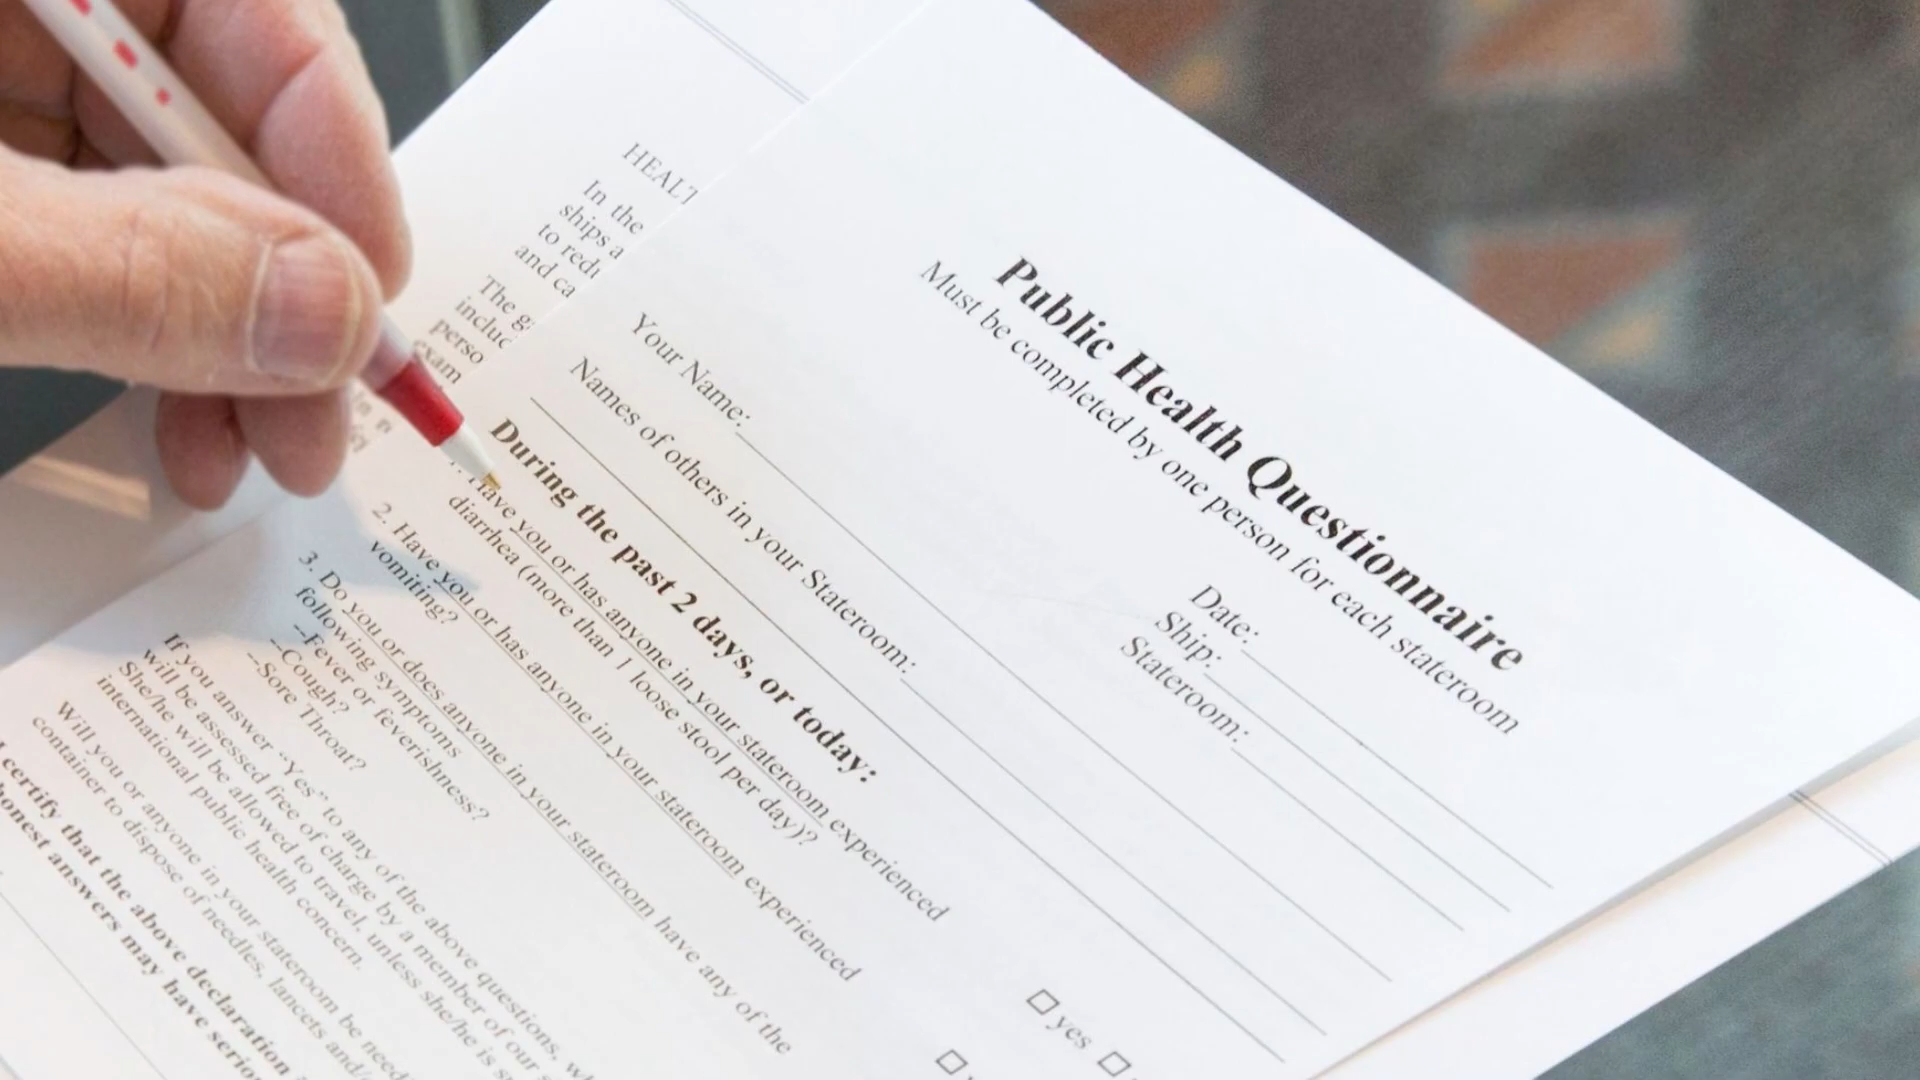 Public Health Questionnaire
Must be completed by one person for each stateroom
Date:
Ship:
Stateroom:
Your Name:
Names of others in your Stateroom:
During the past 2 days, or today:
Have you or has anyone in your stateroom experienced
diarrhea (more than 1 loose stool per day)?
2. Have you or has anyone in your stateroom experienced
vomiting?
3. Do you or does anyone in your stateroom have any of the
following symptoms
--Fever or feverishness?
--Cough?
--Sore Throat?
yes
If you answer "Yes" to any of the above questions,
will be assessed free of charge by a member of our
She/he will be allowed to travel, unless she/he is
international public health concern.
Will you or anyone in your stateroom be
container to dispose of needles, lancets
certify that the above declaration
honest answers may have
HEALT
In the
ships a
to red
and ca
The g
includ
perso
exam